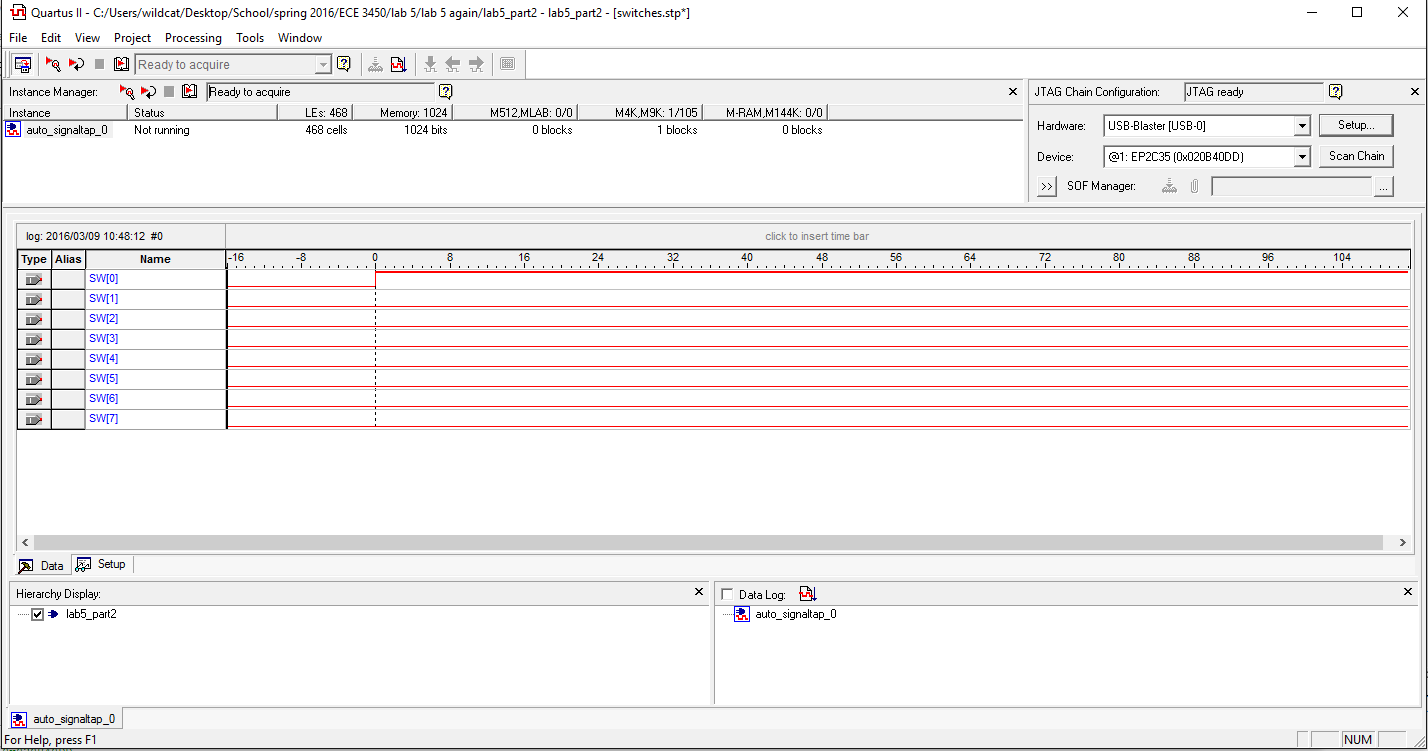 Quartus II - C:/Users/wildcat/Desktop/School/spring 2016/ECE 3450/lab 5/lab 5 again/lab5_part2 - lab5_part2 - [switches.stp*]
File Edit View Project Processing Tools Window
Ready to acquire
Instance Manager: Ready to acquire
JTAG Chain Configuration: JTAG ready
Instance Status LEs: 468 Memory: 1024 M512,MLAB: 0/0 M4K,M9K: 1/105 M-RAM,M144K: 0/0
auto_signaltap_0 Not running 468 cells 1024 bits 0 blocks 1 blocks 0 blocks
Hardware: USB-Blaster [USB-0] Setup...
Device: @1: EP2C35 (0x020B40DD) Scan Chain
>> SOF Manager: ...
log: 2016/03/09 10:48:12 #0 click to insert time bar
Type Alias Name -16 -8 0 8 16 24 32 40 48 56 64 72 80 88 96 104
SW[0]
SW[1]
SW[2]
SW[3]
SW[4]
SW[5]
SW[6]
SW[7]
Data Setup
Hierarchy Display:
lab5_part2
Data Log:
auto_signaltap_0
auto_signaltap_0
For Help, press F1 NUM